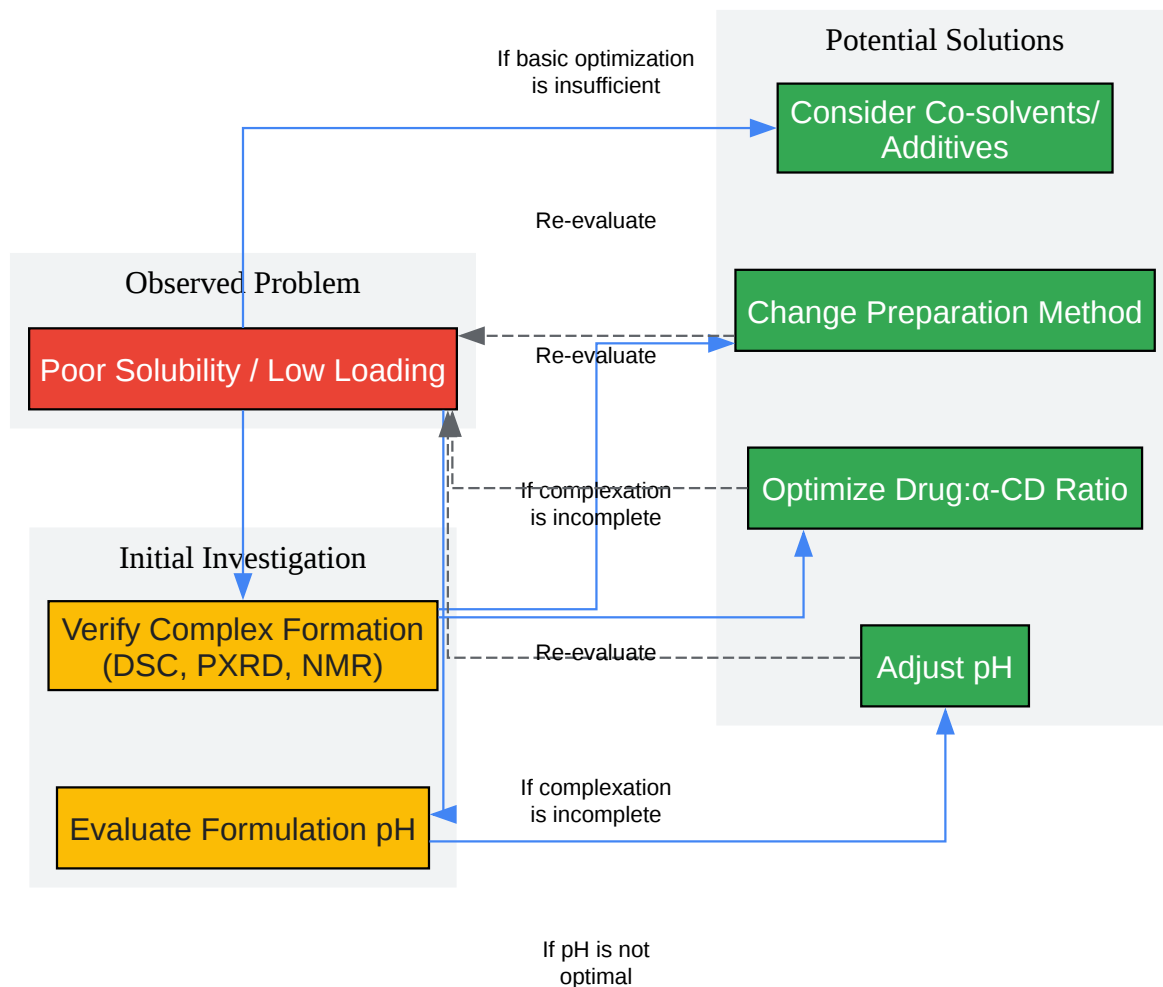 Potential Solutions
If basic optimization
is insufficient
Consider Co-solvents/
Additives
Re-evaluate
Observed Problem
Change Preparation Method
Poor Solubility / Low Loading
Re-evaluate
If complexation
is incomplete
Optimize Drug:α-CD Ratio
Initial Investigation
Verify Complex Formation
(DSC, PXRD, NMR)
Re-evaluate
Adjust pH
If complexation
is incomplete
Evaluate Formulation pH
If pH is not
optimal